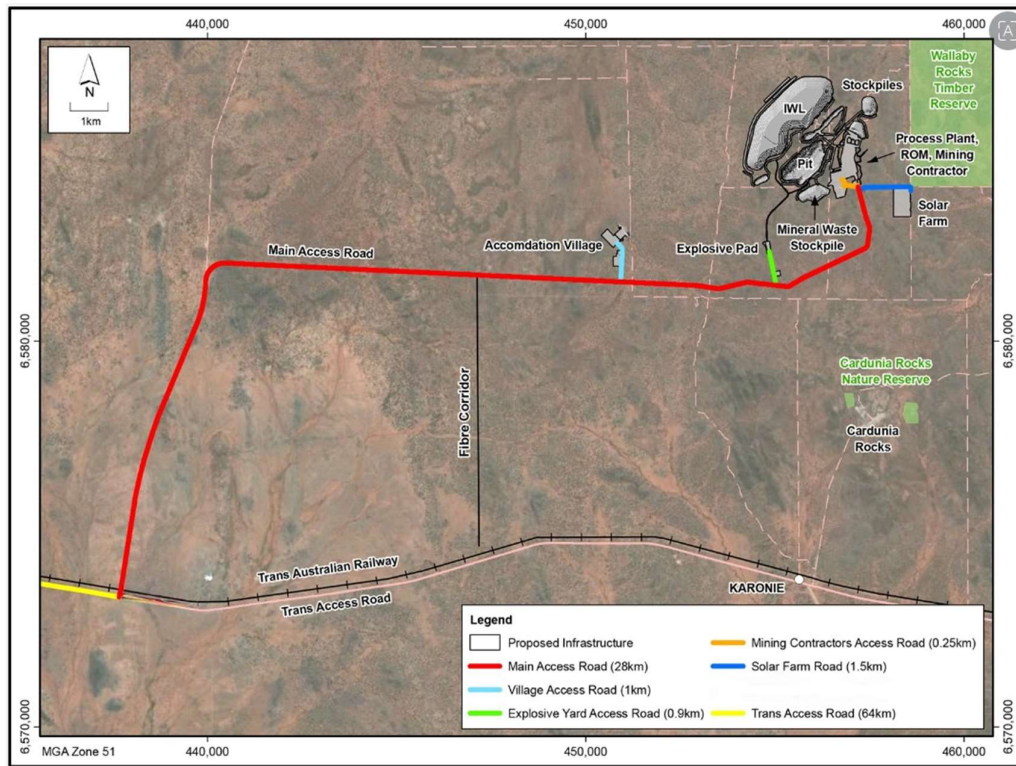 440,000
450,000
460,000
A
N
1km
Wallaby
Rocks
Timber
Reserve
Stockpiles
IWL
Process Plant,
ROM, Mining
Contractor
Pit
Solar
Farm
Mineral Waste
Stockpile
Accomdation Village
Explosive Pad
Main Access Road
6,580,000
6,580,000
Fibre Corridor
Cardunia Rocks
Nature Reserve
Cardunia
Rocks
Trans Australian Railway
Trans Access Road
KARONIE
Legend
Proposed Infrastructure
Main Access Road (28km)
Village Access Road (1km)
Explosive Yard Access Road (0.9km)
Mining Contractors Access Road (0.25km)
Solar Farm Road (1.5km)
Trans Access Road (64km)
6,570,000
6,570,000
MGA Zone 51
440,000
450,000
460,000